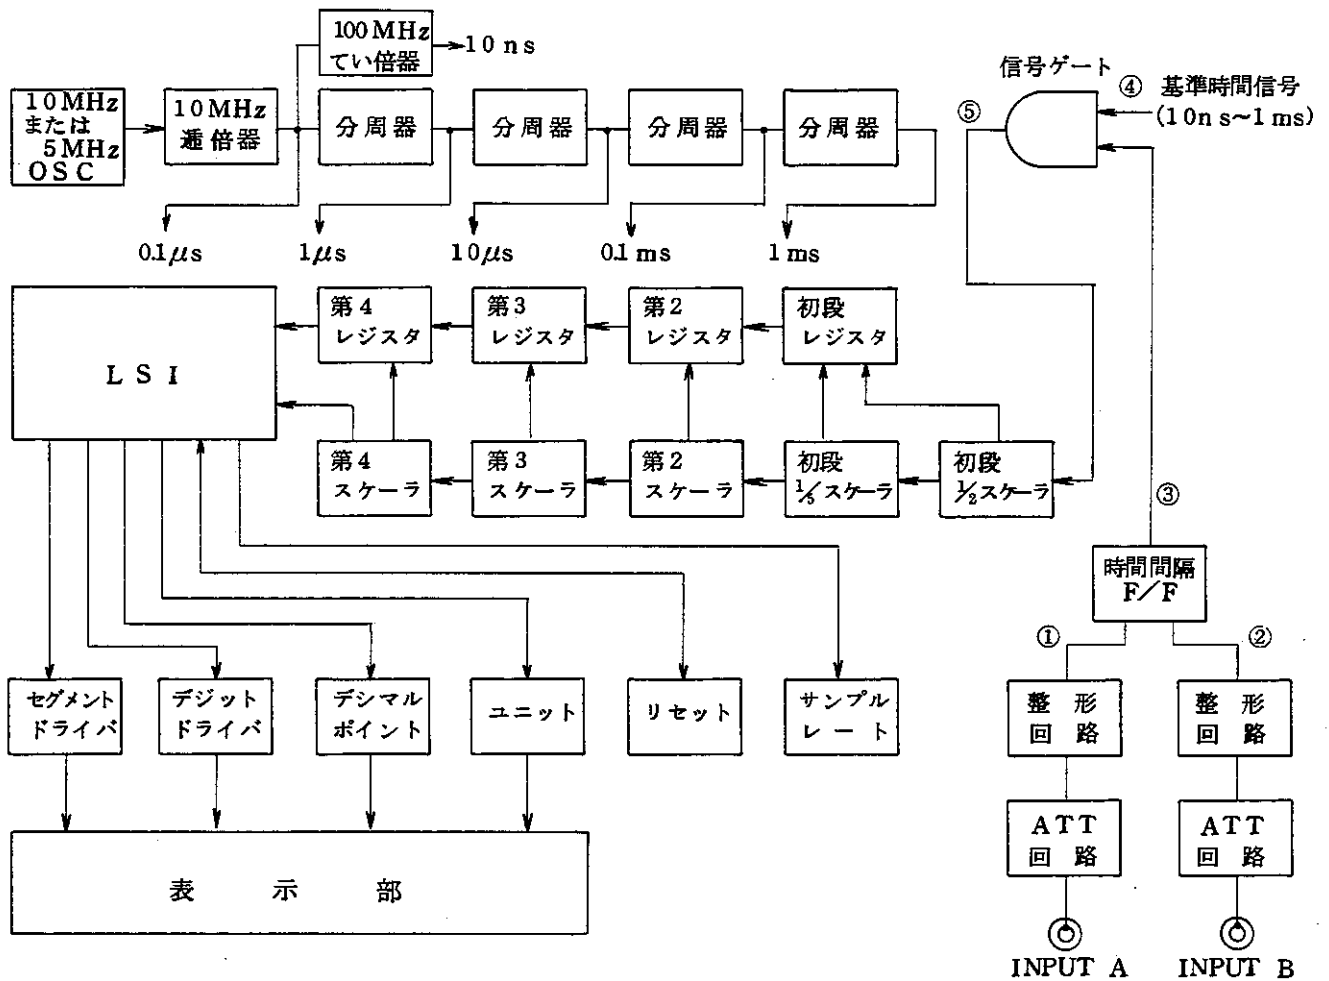 100MHz
てい倍器
10ns
10MHz
または
5MHz
OSC
10MHz
逓倍器
分周器
分周器
分周器
分周器
0.1μs
1μs
10μs
0.1ms
1ms
信号ゲート
④ 基準時間信号
(10ns~1ms)
⑤
LSI
第4
レジスタ
第3
レジスタ
第2
レジスタ
初段
レジスタ
第4
スケーラ
第3
スケーラ
第2
スケーラ
初段
1/5スケーラ
初段
1/2スケーラ
③
時間間隔
F/F
①
②
セグメント
ドライバ
デジット
ドライバ
デシマル
ポイント
ユニット
リセット
サンプル
レート
整形
回路
整形
回路
ATT
回路
ATT
回路
表示部
INPUT A
INPUT B